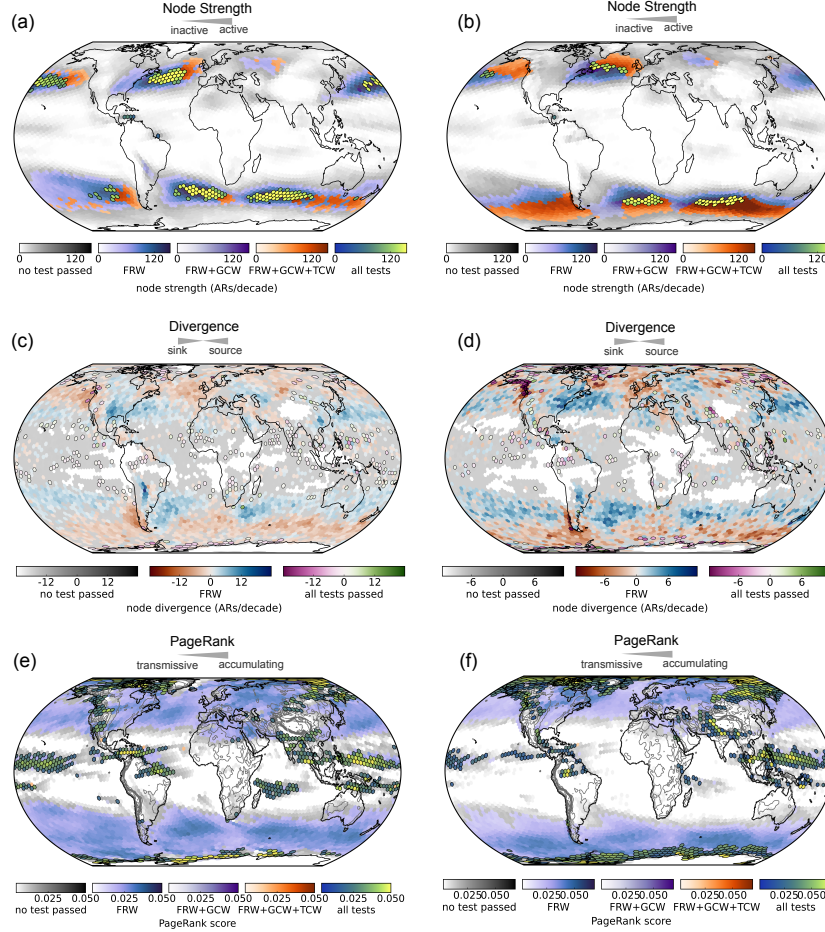 (a)
Node Strength
inactive active
0 120 0 120 0 120 0 120 0 120
no test passed FRW FRW+GCW FRW+GCW+TCW all tests
node strength (ARs/decade)
(b)
Node Strength
inactive active
0 120 0 120 0 120 0 120 0 120
no test passed FRW FRW+GCW FRW+GCW+TCW all tests
node strength (ARs/decade)
(c)
Divergence
sink source
-12 0 12 -12 0 12 -12 0 12
no test passed FRW all tests passed
node divergence (ARs/decade)
(d)
Divergence
sink source
-6 0 6 -6 0 6 -6 0 6
no test passed FRW all tests passed
node divergence (ARs/decade)
(e)
PageRank
transmissive accumulating
0.025 0.050 0.025 0.050 0.025 0.050 0.025 0.050 0.025 0.050
no test passed FRW FRW+GCW FRW+GCW+TCW all tests
PageRank score
(f)
PageRank
transmissive accumulating
0.0250.050 0.0250.050 0.0250.050 0.0250.050 0.0250.050
no test passed FRW FRW+GCW FRW+GCW+TCW all tests
PageRank score